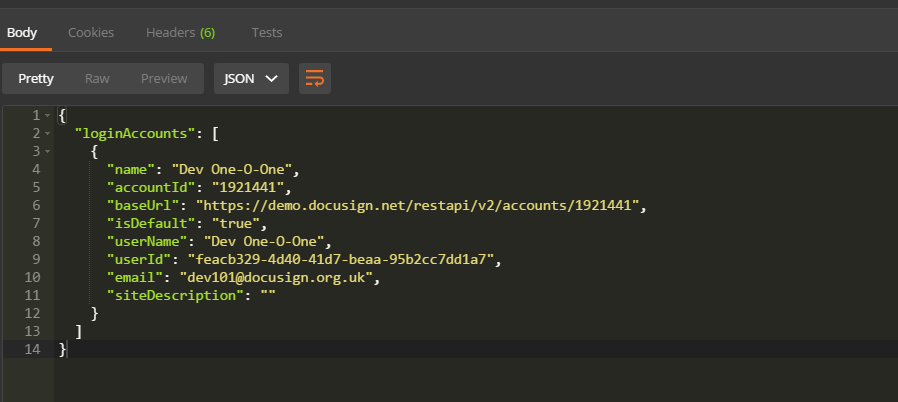 Body Cookies Headers (6) Tests
Pretty Raw Preview JSON
1 {
2 "loginAccounts": [
3 {
4 "name": "Dev One-O-One",
5 "accountId": "1921441",
6 "baseUrl": "https://demo.docusign.net/restapi/v2/accounts/1921441",
7 "isDefault": "true",
8 "userName": "Dev One-O-One",
9 "userId": "feacb329-4d40-41d7-beaa-95b2cc7dd1a7",
10 "email": "dev101@docusign.org.uk",
11 "siteDescription": ""
12 }
13 ]
14 }